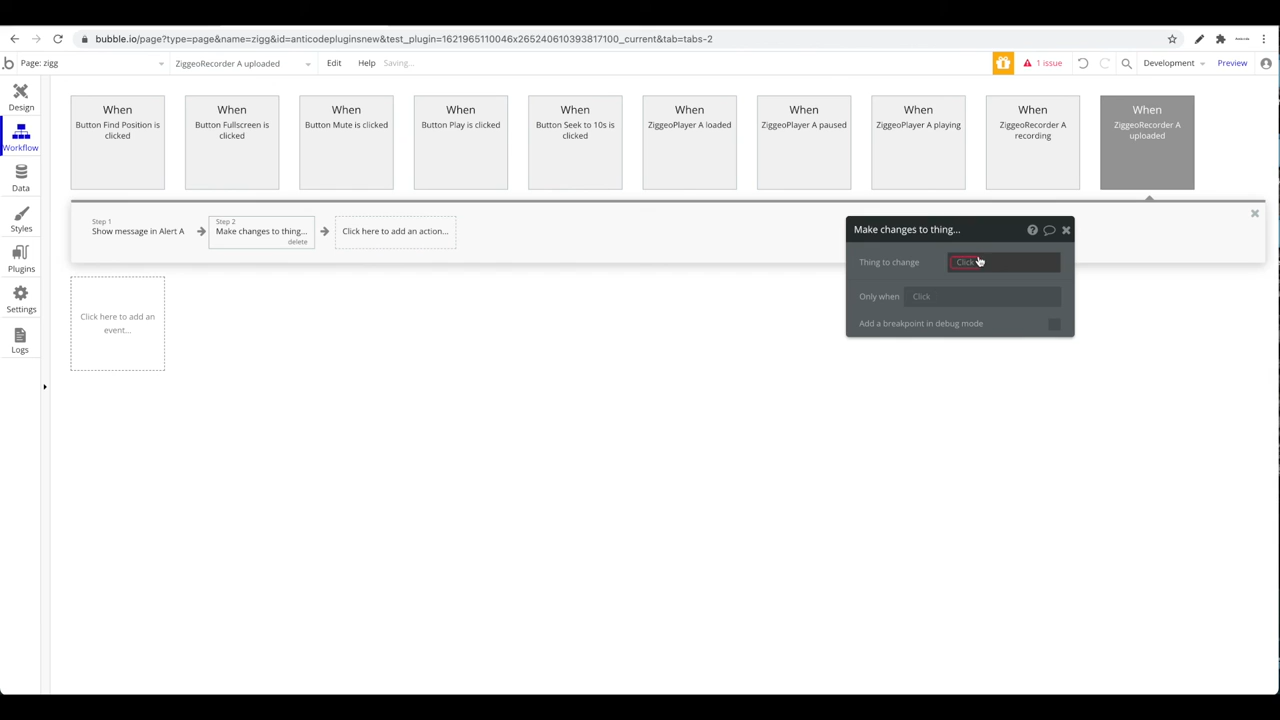 bubble.io/page?type=page&name=zigg&id=anticodepluginsnew&test_plugin=1621965110046x265240610393817100_current&tab=tabs-2
Page: zigg
ZiggeoRecorder A uploaded
Edit
Help
Saving...
1 issue
Development
Preview
Design
Workflow
Data
Styles
Plugins
Settings
Logs
When
Button Find Position is
clicked
When
Button Fullscreen is
clicked
When
Button Mute is clicked
When
Button Play is clicked
When
Button Seek to 10s is
clicked
When
ZiggeoPlayer A loaded
When
ZiggeoPlayer A paused
When
ZiggeoPlayer A playing
When
ZiggeoRecorder A
recording
When
ZiggeoRecorder A
uploaded
Step 1
Show message in Alert A
Step 2
Make changes to thing...
delete
Click here to add an action...
Click here to add an
event...
Make changes to thing...
Thing to change
Click
Only when
Click
Add a breakpoint in debug mode